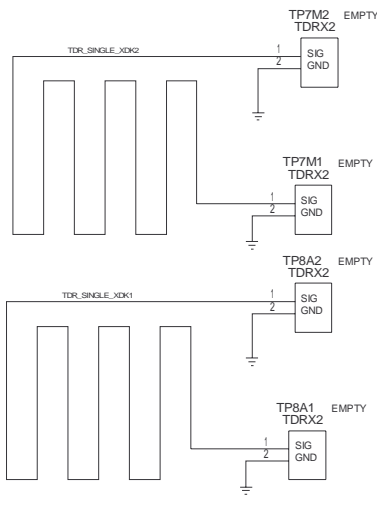 TP7M2 EMPTY
TDRX2
TDR_SINGLE_XDK2
1 SIG
2 GND
TP7M1 EMPTY
TDRX2
1 SIG
2 GND
TP8A2 EMPTY
TDRX2
TDR_SINGLE_XDK1
1 SIG
2 GND
TP8A1 EMPTY
TDRX2
1 SIG
2 GND